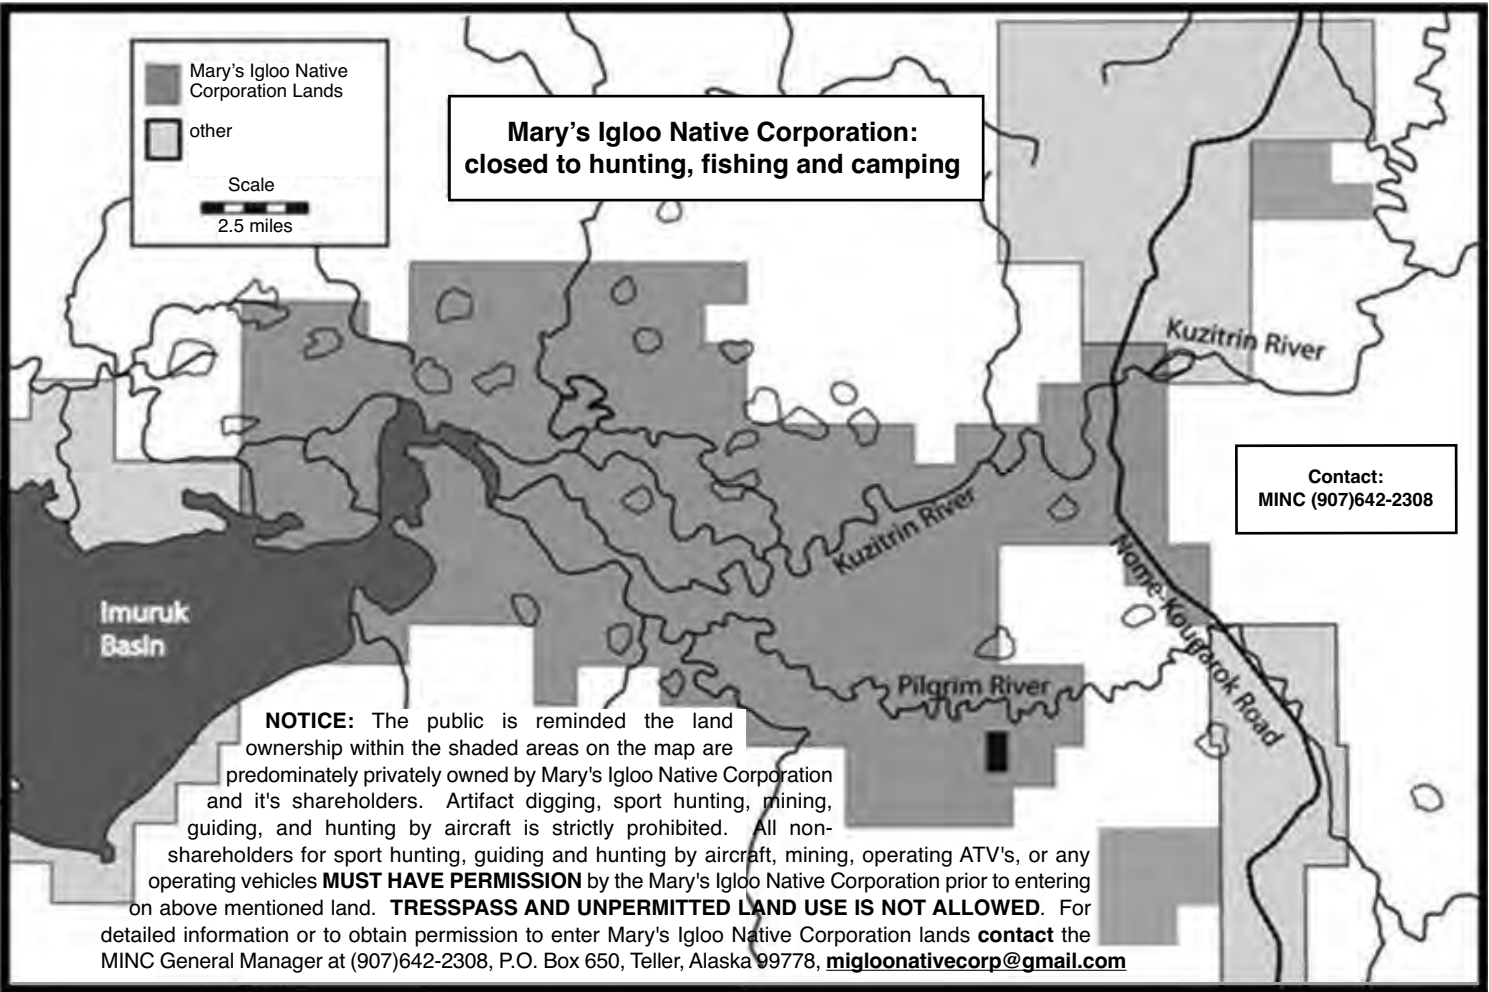 Mary's Igloo Native
Corporation Lands
other
Scale
2.5 miles
Mary's Igloo Native Corporation:
closed to hunting, fishing and camping
Kuzitrin River
Contact:
MINC (907)642-2308
Kuzitrin River
Nome-Kougarok Road
Imuruk
Basin
Pilgrim River
NOTICE: The public is reminded the land
ownership within the shaded areas on the map are
predominately privately owned by Mary's Igloo Native Corporation
and it's shareholders. Artifact digging, sport hunting, mining,
guiding, and hunting by aircraft is strictly prohibited. All non-
shareholders for sport hunting, guiding and hunting by aircraft, mining, operating ATV's, or any
operating vehicles MUST HAVE PERMISSION by the Mary's Igloo Native Corporation prior to entering
on above mentioned land. TRESSPASS AND UNPERMITTED LAND USE IS NOT ALLOWED. For
detailed information or to obtain permission to enter Mary's Igloo Native Corporation lands contact the
MINC General Manager at (907)642-2308, P.O. Box 650, Teller, Alaska 99778, migloonativecorp@gmail.com